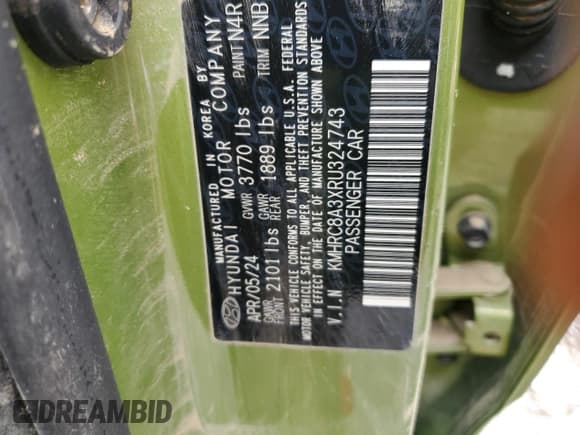 MANUFACTURED IN KOREA BY
HYUNDAI MOTOR COMPANY
APR/05/24 GVWR 3770 lbs PAINT N4R
GAWR FRONT 2101 lbs GAWR REAR 1889 lbs TRIM NNB
THIS VEHICLE CONFORMS TO ALL APPLICABLE U.S.A. FEDERAL
MOTOR VEHICLE SAFETY, BUMPER, AND THEFT PREVENTION STANDARDS
IN EFFECT ON THE DATE OF MANUFACTURE SHOWN ABOVE
V.I.N. KMHRC8A3XRU324743
PASSENGER CAR
DREAMBID